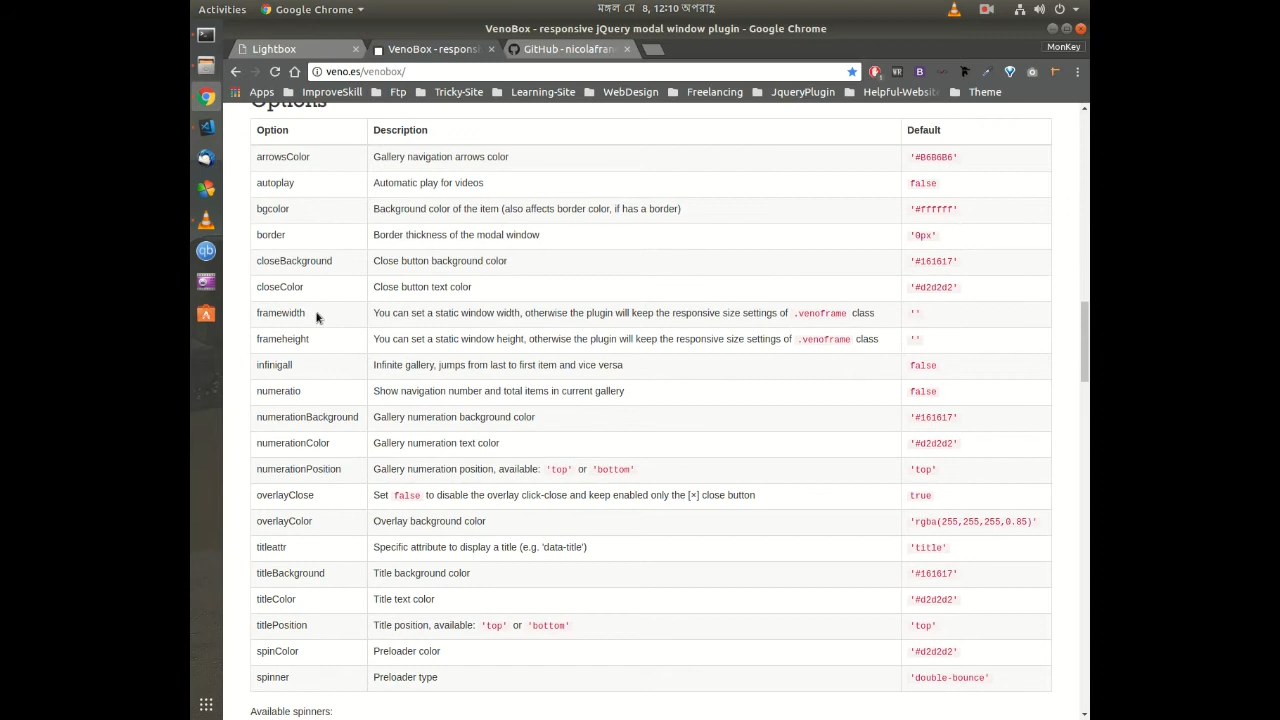 Activities Google Chrome মঙ্গল মে 8, 12:10 অপরাহ্ণ
VenoBox - responsive jQuery modal window plugin - Google Chrome
Lightbox VenoBox - responsi GitHub - nicolafran MonKey
veno.es/venobox/
Apps ImproveSkill Ftp Tricky-Site Learning-Site WebDesign Freelancing JqueryPlugin Helpful-Website Theme
Options
Option Description Default
arrowsColor Gallery navigation arrows color '#B6B6B6'
autoplay Automatic play for videos false
bgcolor Background color of the item (also affects border color, if has a border) '#ffffff'
border Border thickness of the modal window '0px'
closeBackground Close button background color '#161617'
closeColor Close button text color '#d2d2d2'
framewidth You can set a static window width, otherwise the plugin will keep the responsive size settings of .venoframe class ''
frameheight You can set a static window height, otherwise the plugin will keep the responsive size settings of .venoframe class ''
infinigall Infinite gallery, jumps from last to first item and vice versa false
numeratio Show navigation number and total items in current gallery false
numerationBackground Gallery numeration background color '#161617'
numerationColor Gallery numeration text color '#d2d2d2'
numerationPosition Gallery numeration position, available: 'top' or 'bottom' 'top'
overlayClose Set false to disable the overlay click-close and keep enabled only the [×] close button true
overlayColor Overlay background color 'rgba(255,255,255,0.85)'
titleattr Specific attribute to display a title (e.g. 'data-title') 'title'
titleBackground Title background color '#161617'
titleColor Title text color '#d2d2d2'
titlePosition Title position, available: 'top' or 'bottom' 'top'
spinColor Preloader color '#d2d2d2'
spinner Preloader type 'double-bounce'
Available spinners: